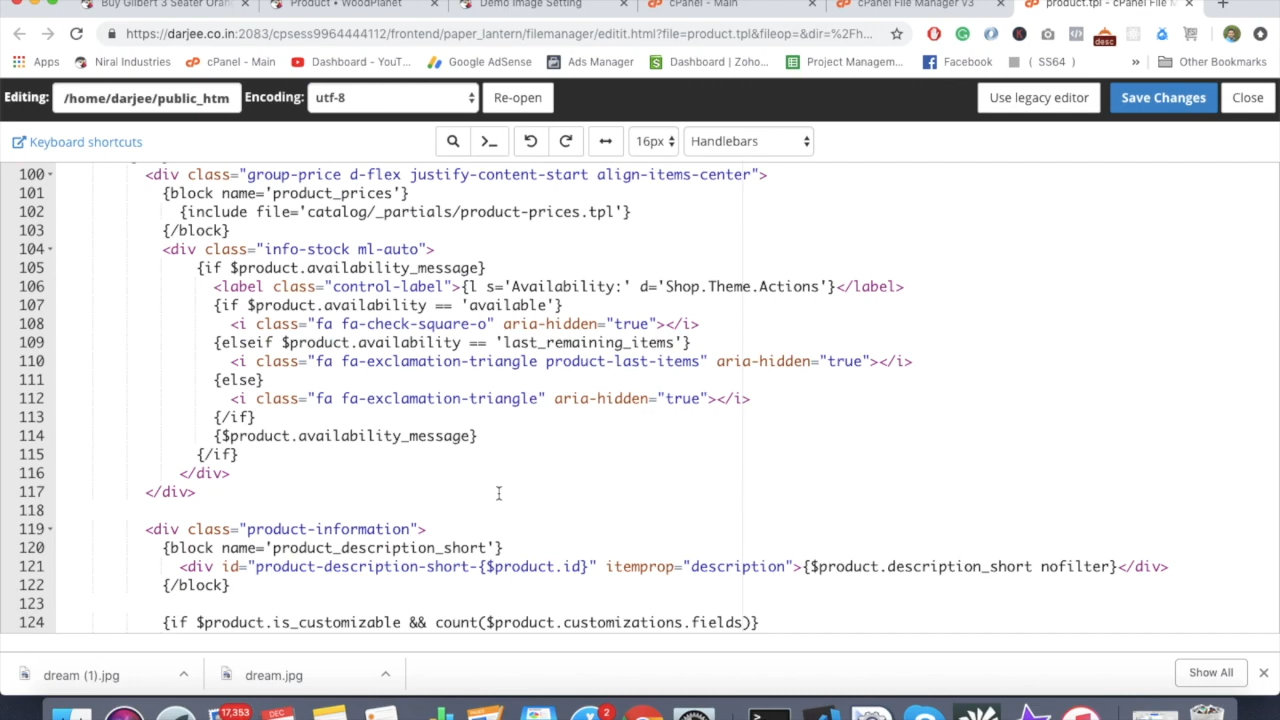 Buy Gilbert 3 Seater Oran × Product • WoodPlanet × Demo Image Setting × cPanel - Main × cPanel File Manager v3 × product.tpl - cPanel File M × +
https://darjee.co.in:2083/cpsess9964444112/frontend/paper_lantern/filemanager/editit.html?file=product.tpl&fileop=&dir=%2Fh...
Apps Niral Industries cPanel - Main Dashboard - YouT... Google AdSense Ads Manager Dashboard | Zoho... Project Managem... Facebook ( SS64 ) » Other Bookmarks
Editing: /home/darjee/public_htm Encoding: utf-8 Re-open Use legacy editor Save Changes Close
Keyboard shortcuts 16px Handlebars
100 <div class="group-price d-flex justify-content-start align-items-center">
101 {block name='product_prices'}
102 {include file='catalog/_partials/product-prices.tpl'}
103 {/block}
104 <div class="info-stock ml-auto">
105 {if $product.availability_message}
106 <label class="control-label">{l s='Availability:' d='Shop.Theme.Actions'}</label>
107 {if $product.availability == 'available'}
108 <i class="fa fa-check-square-o" aria-hidden="true"></i>
109 {elseif $product.availability == 'last_remaining_items'}
110 <i class="fa fa-exclamation-triangle product-last-items" aria-hidden="true"></i>
111 {else}
112 <i class="fa fa-exclamation-triangle" aria-hidden="true"></i>
113 {/if}
114 {$product.availability_message}
115 {/if}
116 </div>
117 </div>
118
119 <div class="product-information">
120 {block name='product_description_short'}
121 <div id="product-description-short-{$product.id}" itemprop="description">{$product.description_short nofilter}</div>
122 {/block}
123
124 {if $product.is_customizable && count($product.customizations.fields)}
dream (1).jpg dream.jpg Show All
17,353 DEC 2